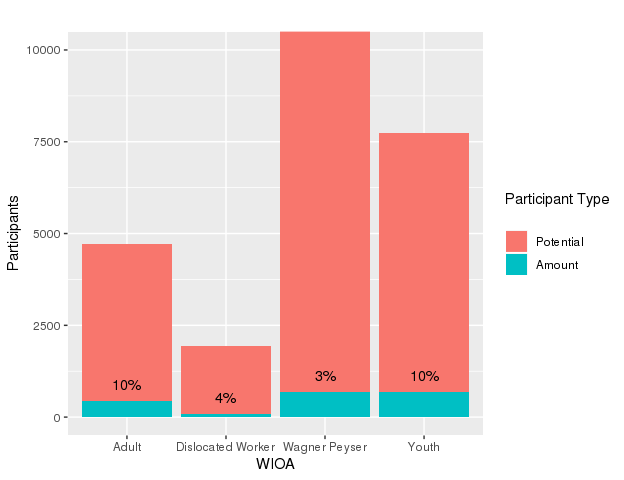 10000
7500
5000
2500
0
Participants
10%
4%
3%
10%
Adult
Dislocated Worker
Wagner Peyser
Youth
WIOA
Participant Type
Potential
Amount